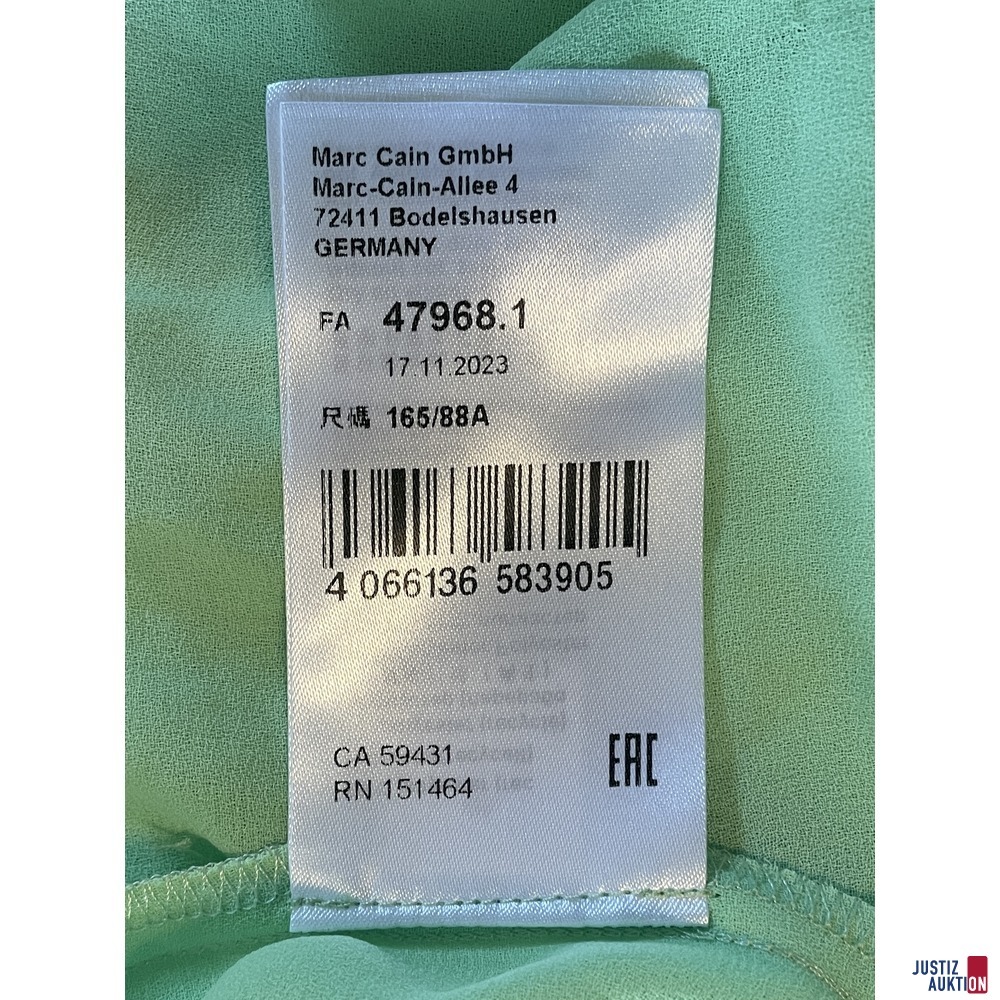 Marc Cain GmbH
Marc-Cain-Allee 4
72411 Bodelshausen
GERMANY
FA 47968.1
17.11.2023
尺碼 165/88A
4 066136 583905
CA 59431
RN 151464
EAC
JUSTIZ
AUKTION